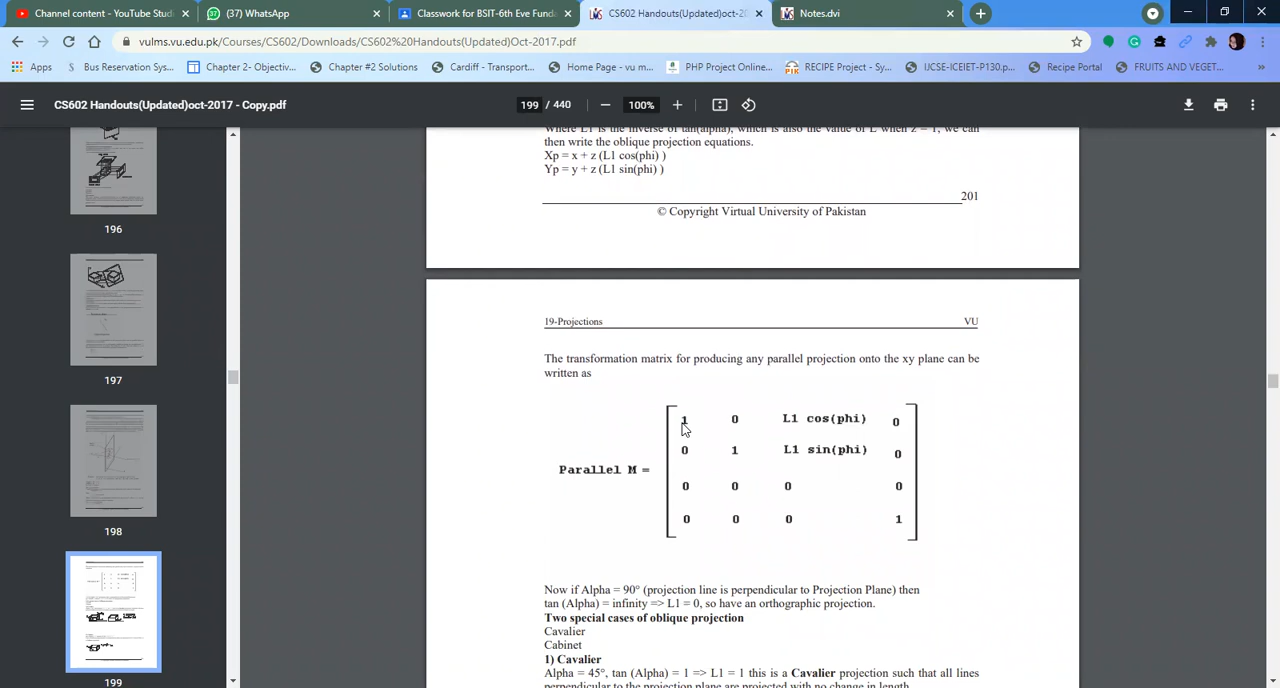 Channel content - YouTube Stud
(37) WhatsApp
Classwork for BSIT-6th Eve Fund
CS602 Handouts(Updated)oct-20
Notes.dvi
vulms.vu.edu.pk/Courses/CS602/Downloads/CS602%20Handouts(Updated)Oct-2017.pdf
Apps
Bus Reservation Sy...
Chapter 2- Objectiv...
Chapter #2 Solutions
Cardiff - Transport...
Home Page - vu m...
PHP Project Online...
RECIPE Project - Sy...
IJCSE-ICEIET-P130.p...
Recipe Portal
FRUITS AND VEGET...
CS602 Handouts(Updated)oct-2017 - Copy.pdf
199 / 440
100%
196
197
198
199
Where L1 is the inverse of tan(alpha), which is also the value of L when z = 1, we can
then write the oblique projection equations.
Xp = x + z (L1 cos(phi) )
Yp = y + z (L1 sin(phi) )
201
© Copyright Virtual University of Pakistan
19-Projections VU
The transformation matrix for producing any parallel projection onto the xy plane can be
written as
1 0 L1 cos(phi) 0
0 1 L1 sin(phi) 0
Parallel M =
0 0 0 0
0 0 0 1
Now if Alpha = 90° (projection line is perpendicular to Projection Plane) then
tan (Alpha) = infinity => L1 = 0, so have an orthographic projection.
Two special cases of oblique projection
Cavalier
Cabinet
1) Cavalier
Alpha = 45°, tan (Alpha) = 1 => L1 = 1 this is a Cavalier projection such that all lines
perpendicular to the projection plane are projected with no change in length.